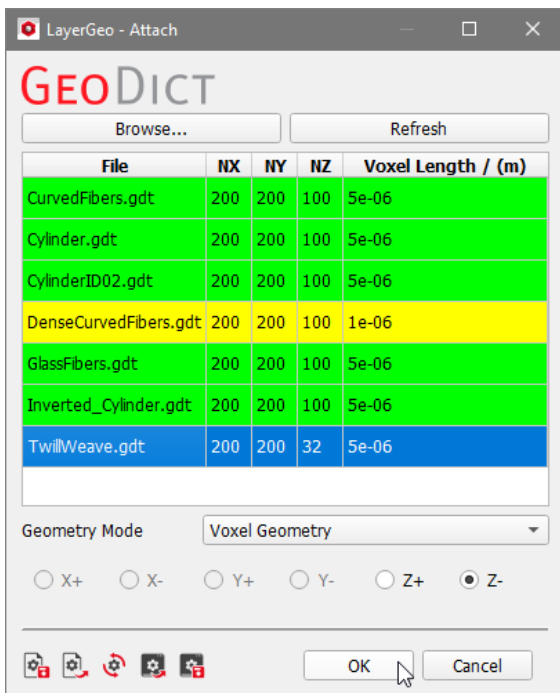 LayerGeo - Attach
GEODICT
Browse... Refresh
File NX NY NZ Voxel Length / (m)
CurvedFibers.gdt 200 200 100 5e-06
Cylinder.gdt 200 200 100 5e-06
CylinderID02.gdt 200 200 100 5e-06
DenseCurvedFibers.gdt 200 200 100 1e-06
GlassFibers.gdt 200 200 100 5e-06
Inverted_Cylinder.gdt 200 200 100 5e-06
TwillWeave.gdt 200 200 32 5e-06
Geometry Mode Voxel Geometry
X+ X- Y+ Y- Z+ Z-
OK Cancel